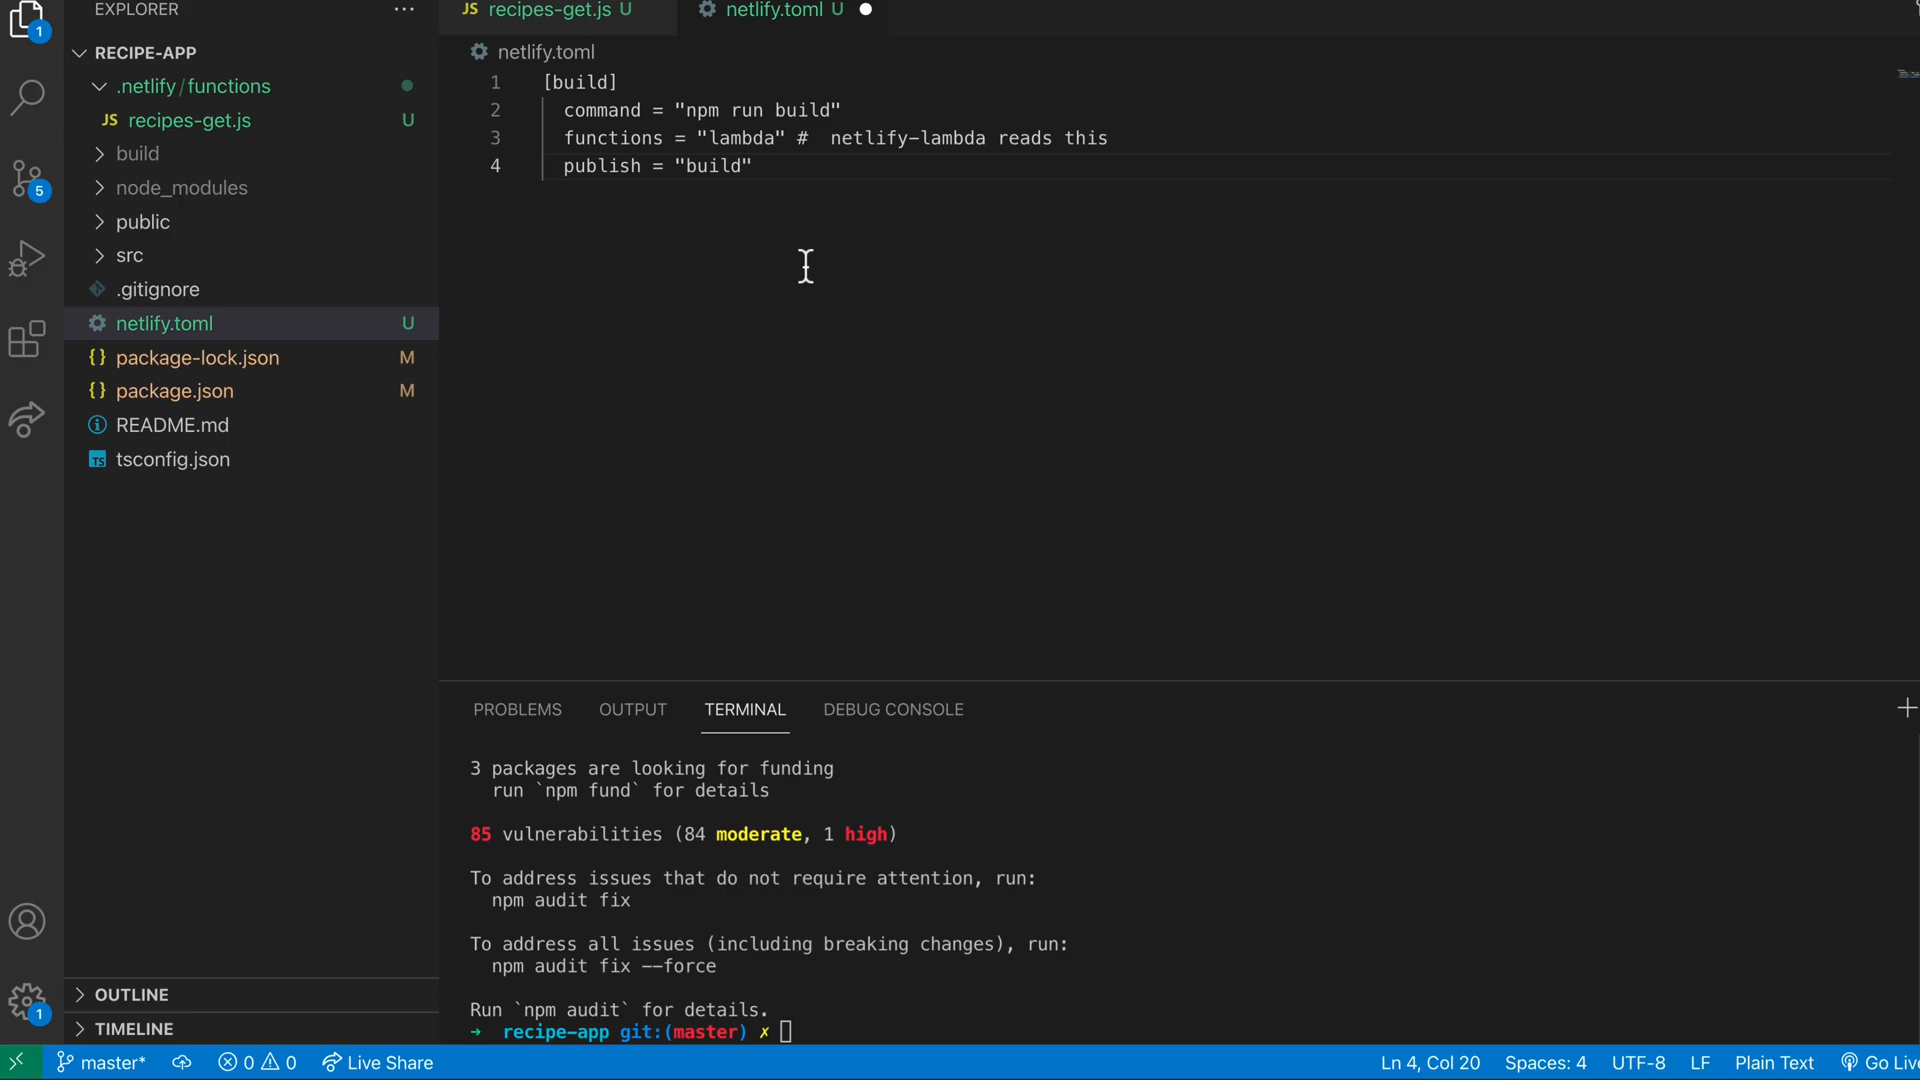 EXPLORER
RECIPE-APP
.netlify/functions
JS recipes-get.js U
build
node_modules
public
src
.gitignore
netlify.toml U
{} package-lock.json M
{} package.json M
README.md
TS tsconfig.json
OUTLINE
TIMELINE
1
5
1
JS recipes-get.js U
netlify.toml U
netlify.toml
1 [build]
2 command = "npm run build"
3 functions = "lambda" #  netlify-lambda reads this
4 publish = "build"
PROBLEMS OUTPUT TERMINAL DEBUG CONSOLE
3 packages are looking for funding
run `npm fund` for details
85 vulnerabilities (84 moderate, 1 high)
To address issues that do not require attention, run:
npm audit fix
To address all issues (including breaking changes), run:
npm audit fix --force
Run `npm audit` for details.
→ recipe-app git:(master) ✗
master* 0 0 Live Share Ln 4, Col 20 Spaces: 4 UTF-8 LF Plain Text Go Live